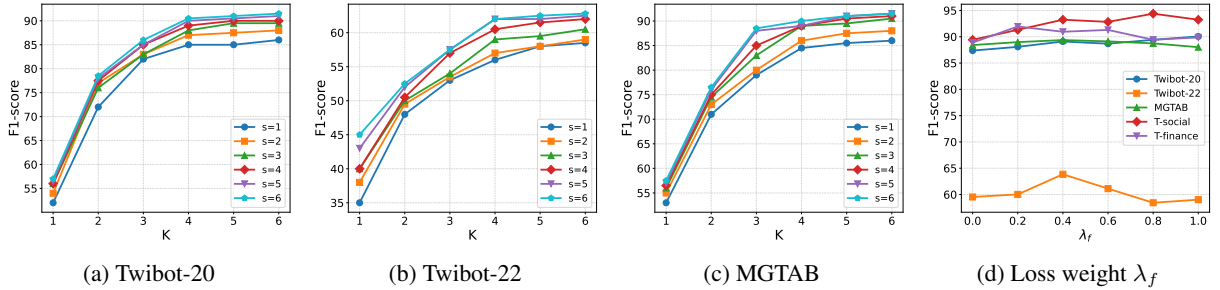 F1-score
90
85
80
75
70
65
60
55
1 2 3 4 5 6
K
s=1
s=2
s=3
s=4
s=5
s=6
(a) Twibot-20
F1-score
60
55
50
45
40
35
1 2 3 4 5 6
K
s=1
s=2
s=3
s=4
s=5
s=6
(b) Twibot-22
F1-score
90
85
80
75
70
65
60
55
1 2 3 4 5 6
K
s=1
s=2
s=3
s=4
s=5
s=6
(c) MGTAB
F1-score
95
90
85
80
75
70
65
60
0.0 0.2 0.4 0.6 0.8 1.0
λ_f
Twibot-20
Twibot-22
MGTAB
T-social
T-finance
(d) Loss weight λ_f